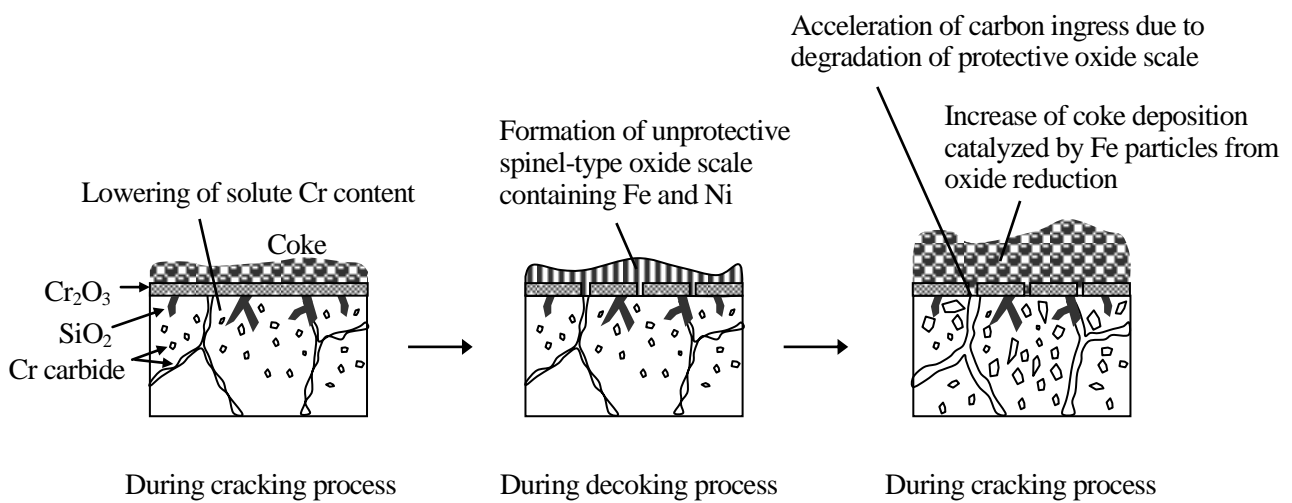 Acceleration of carbon ingress due to
degradation of protective oxide scale
Increase of coke deposition
catalyzed by Fe particles from
oxide reduction
Formation of unprotective
spinel-type oxide scale
containing Fe and Ni
Lowering of solute Cr content
Coke
Cr₂O₃
SiO₂
Cr carbide
During cracking process
During decoking process
During cracking process